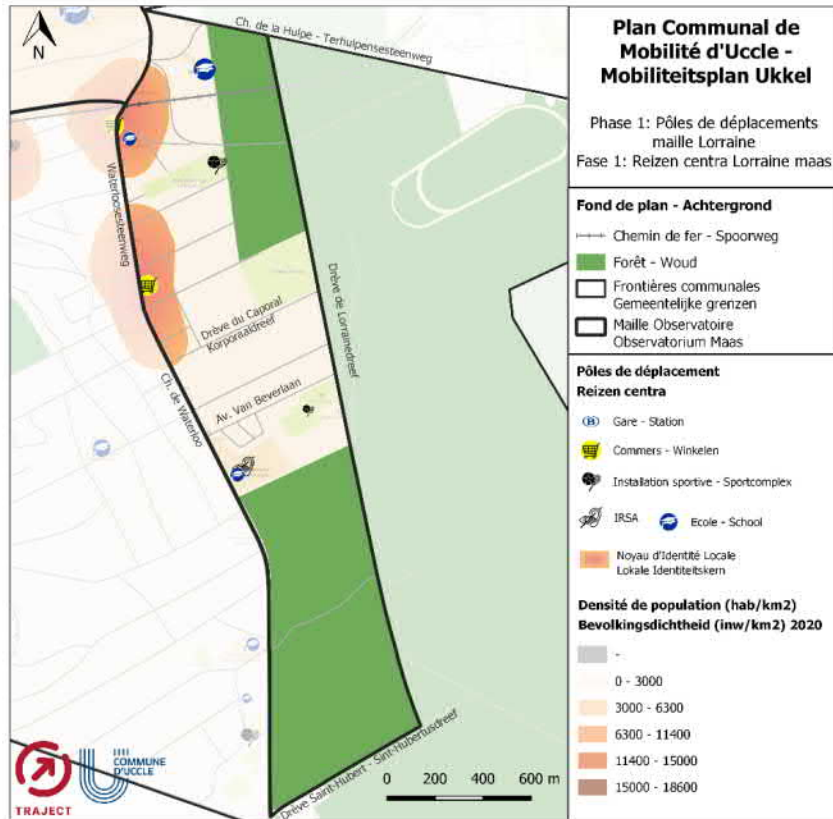 N
Ch. de la Hulpe - Terhulpensesteenweg
Waterloosesteenweg
Drève de Lorrainedreef
Drève du Caporal
Korporaaldreef
Av. Van Beverlaan
Ch. de Waterloo
Drève Saint-Hubert - Sint-Hubertusdreef
TRAJECT
COMMUNE
D'UCCLE
0 200 400 600 m
Plan Communal de
Mobilité d'Uccle -
Mobiliteitsplan Ukkel
Phase 1: Pôles de déplacements
maille Lorraine
Fase 1: Reizen centra Lorraine maas
Fond de plan - Achtergrond
Chemin de fer - Spoorweg
Forêt - Woud
Frontières communales
Gemeentelijke grenzen
Maille Observatoire
Observatorium Maas
Pôles de déplacement
Reizen centra
B Gare - Station
Commers - Winkelen
Installation sportive - Sportcomplex
IRSA Ecole - School
Noyau d'Identité Locale
Lokale Identiteitskern
Densité de population (hab/km2)
Bevolkingsdichtheid (inw/km2) 2020
-
0 - 3000
3000 - 6300
6300 - 11400
11400 - 15000
15000 - 18600